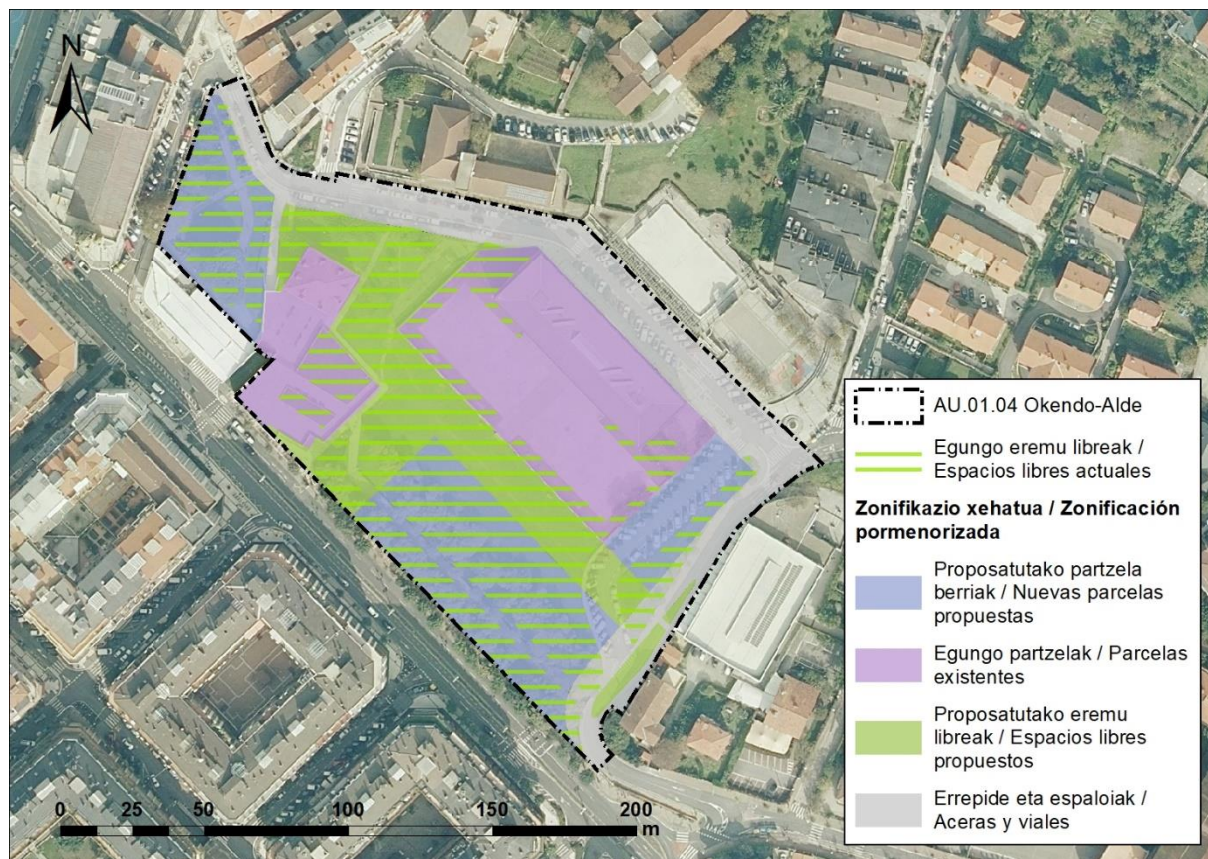 N
AU.01.04 Okendo-Alde
Egungo eremu libreak /
Espacios libres actuales
Zonifikazio xehatua / Zonificación
pormenorizada
Proposatutako partzela
berriak / Nuevas parcelas
propuestas
Egungo partzelak / Parcelas
existentes
Proposatutako eremu
libreak / Espacios libres
propuestos
Errepide eta espaloiak /
Aceras y viales
0 25 50 100 150 200
m